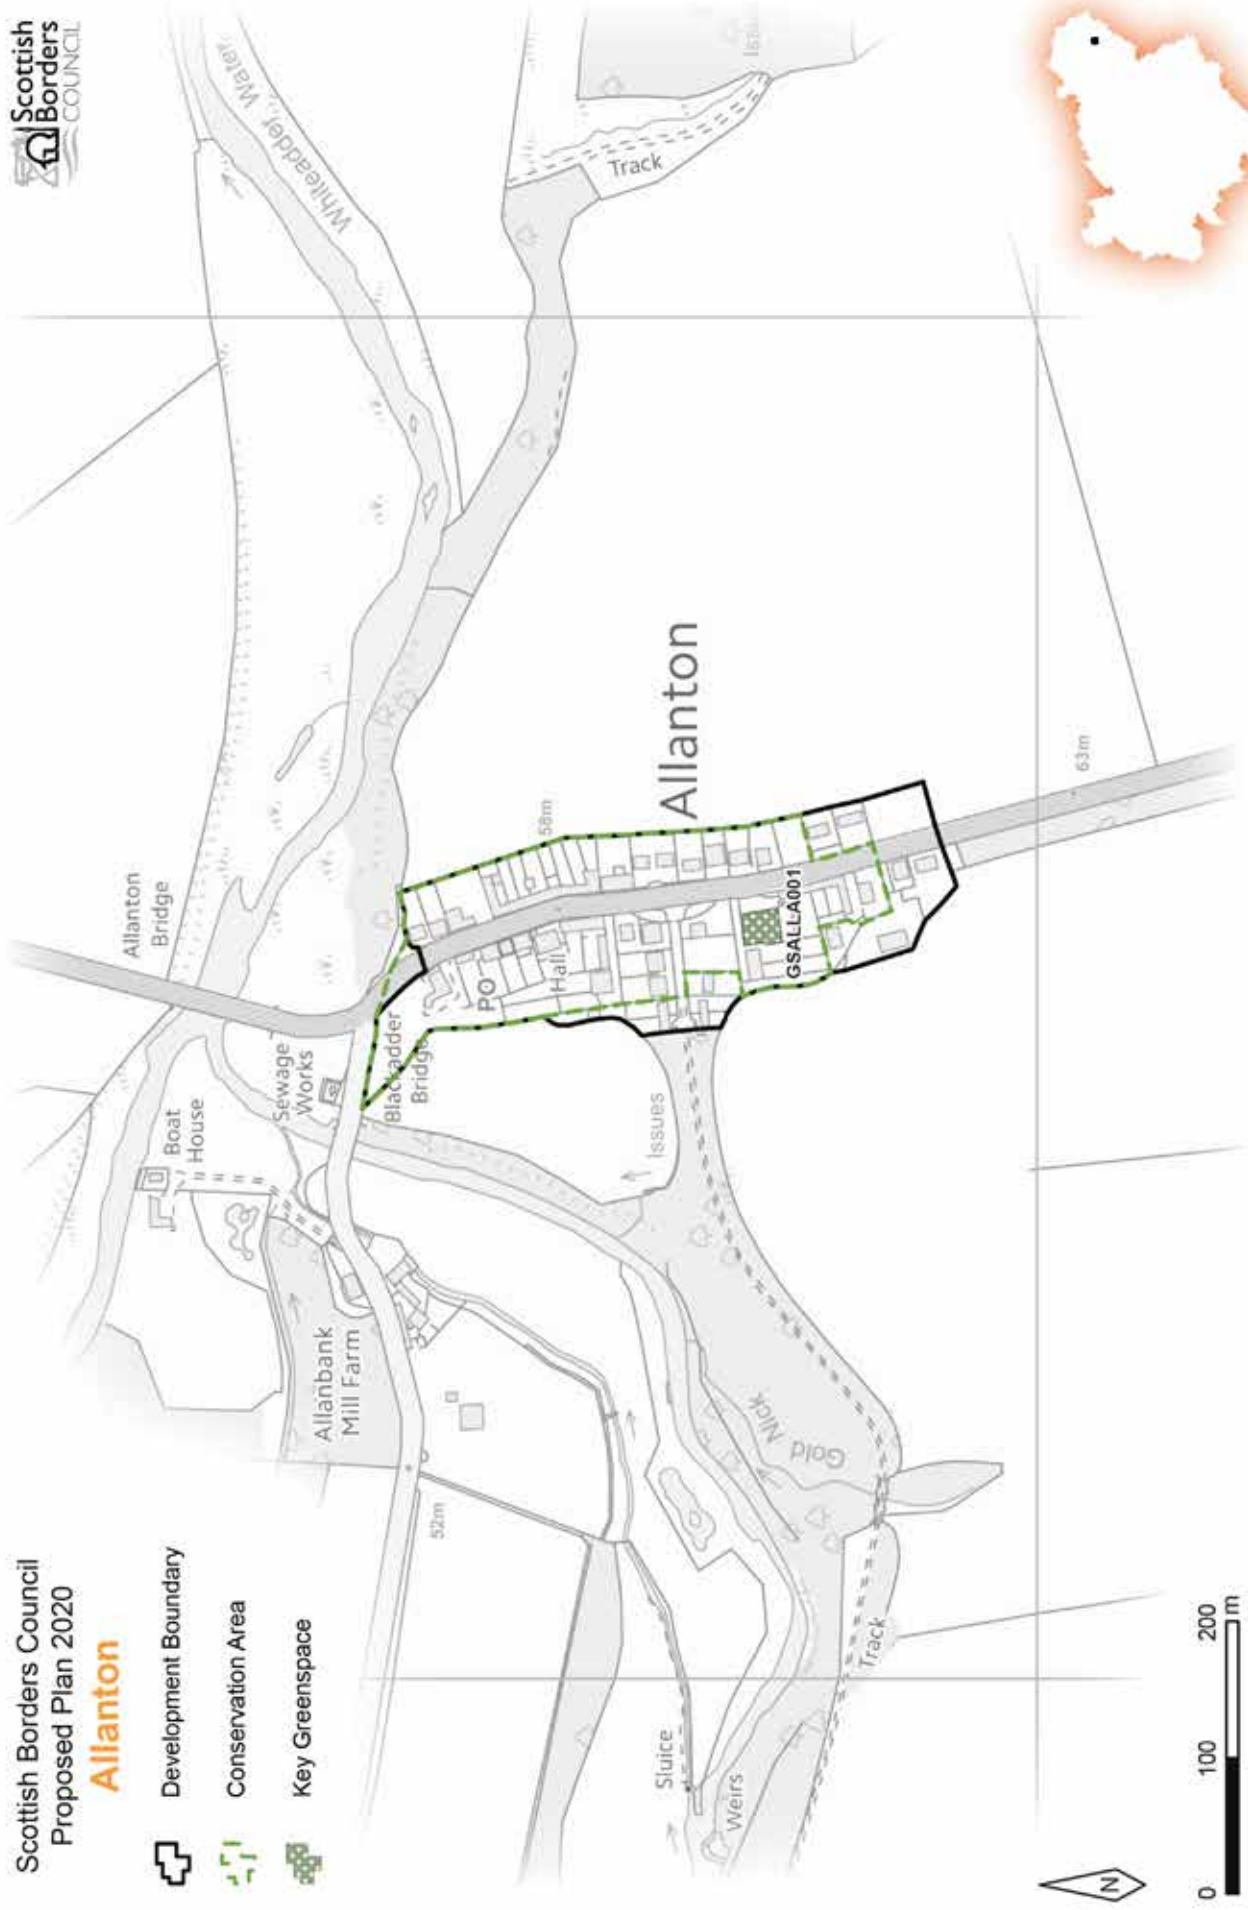 Scottish Borders Council
Proposed Plan 2020
Allanton
Development Boundary
Conservation Area
Key Greenspace
Scottish
Borders
COUNCIL
Allanton
Bridge
Whiteadder Water
Boat
House
Sewage
Works
Allanbank
Mill Farm
Blackadder
Bridge
52m
PO
Hall
58m
Allanton
Track
Issues
GSALLA001
Gold Nick
Sluice
Weirs
Track
63m
N
0 100 200
m